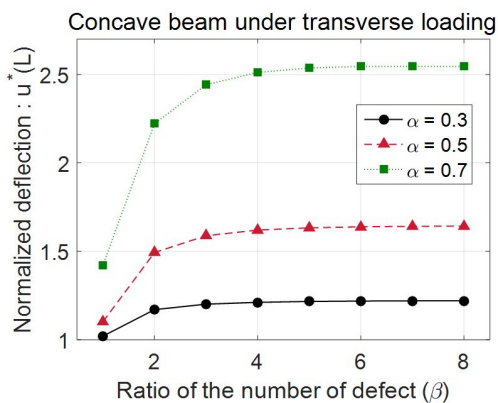 Concave beam under transverse loading
Normalized deflection : u*(L)
2.5
2
1.5
1
α = 0.3
α = 0.5
α = 0.7
2 4 6 8
Ratio of the number of defect (β)